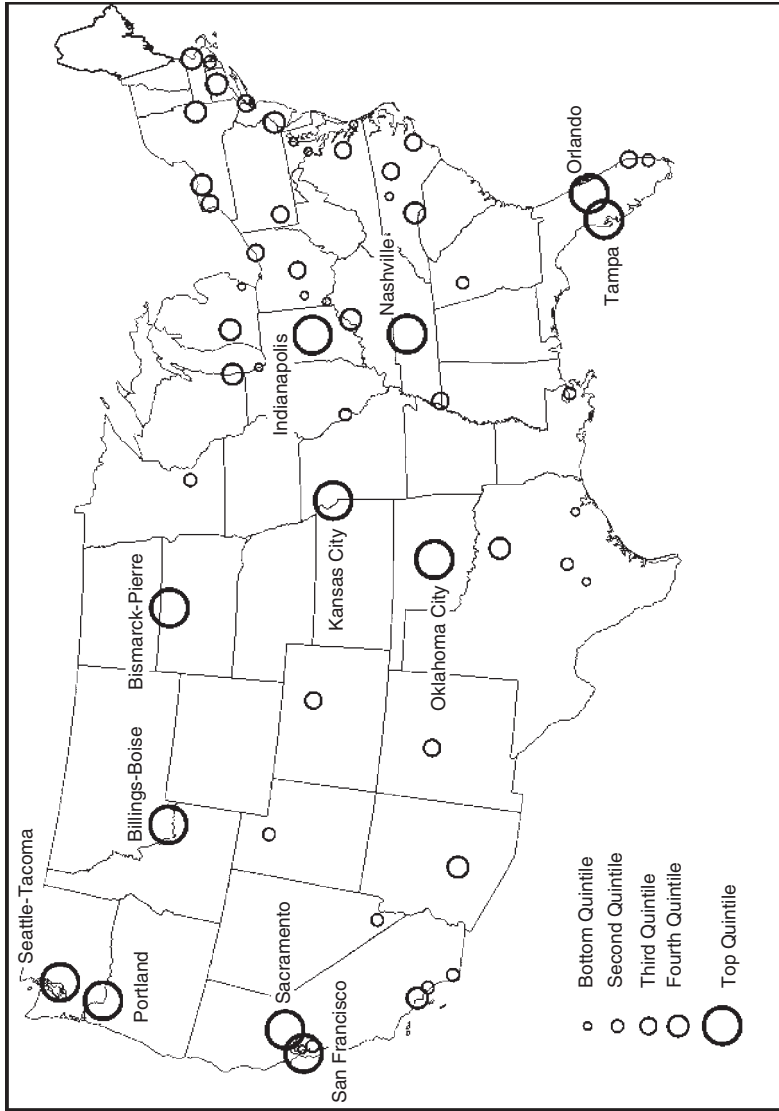 Seattle-Tacoma
Portland
Billings-Boise
Bismarck-Pierre
Sacramento
San Francisco
Kansas City
Oklahoma City
Indianapolis
Nashville
Orlando
Tampa
Bottom Quintile
Second Quintile
Third Quintile
Fourth Quintile
Top Quintile